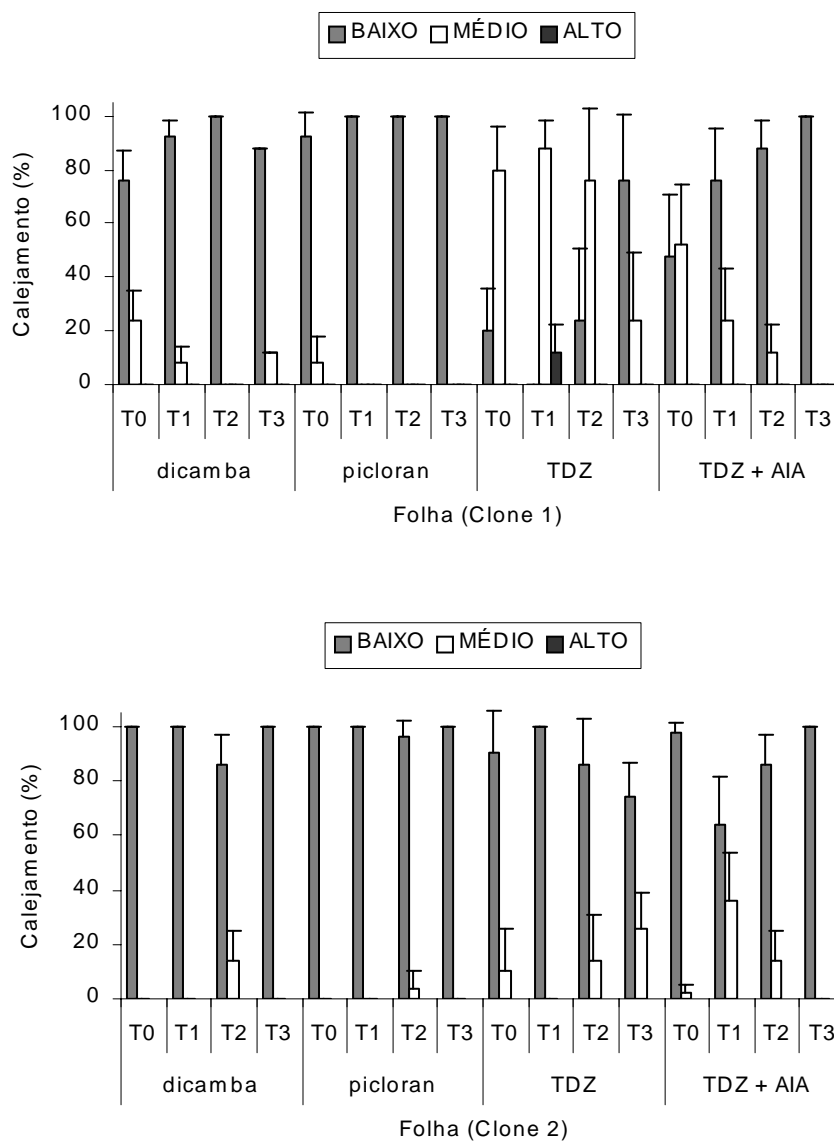 BAIXO MÉDIO ALTO
100
80
60
40
20
0
Calejamento (%)
T0 T1 T2 T3 T0 T1 T2 T3 T0 T1 T2 T3 T0 T1 T2 T3
dicamba picloran TDZ TDZ + AIA
Folha (Clone 1)
BAIXO MÉDIO ALTO
100
80
60
40
20
0
Calejamento (%)
T0 T1 T2 T3 T0 T1 T2 T3 T0 T1 T2 T3 T0 T1 T2 T3
dicamba picloran TDZ TDZ + AIA
Folha (Clone 2)